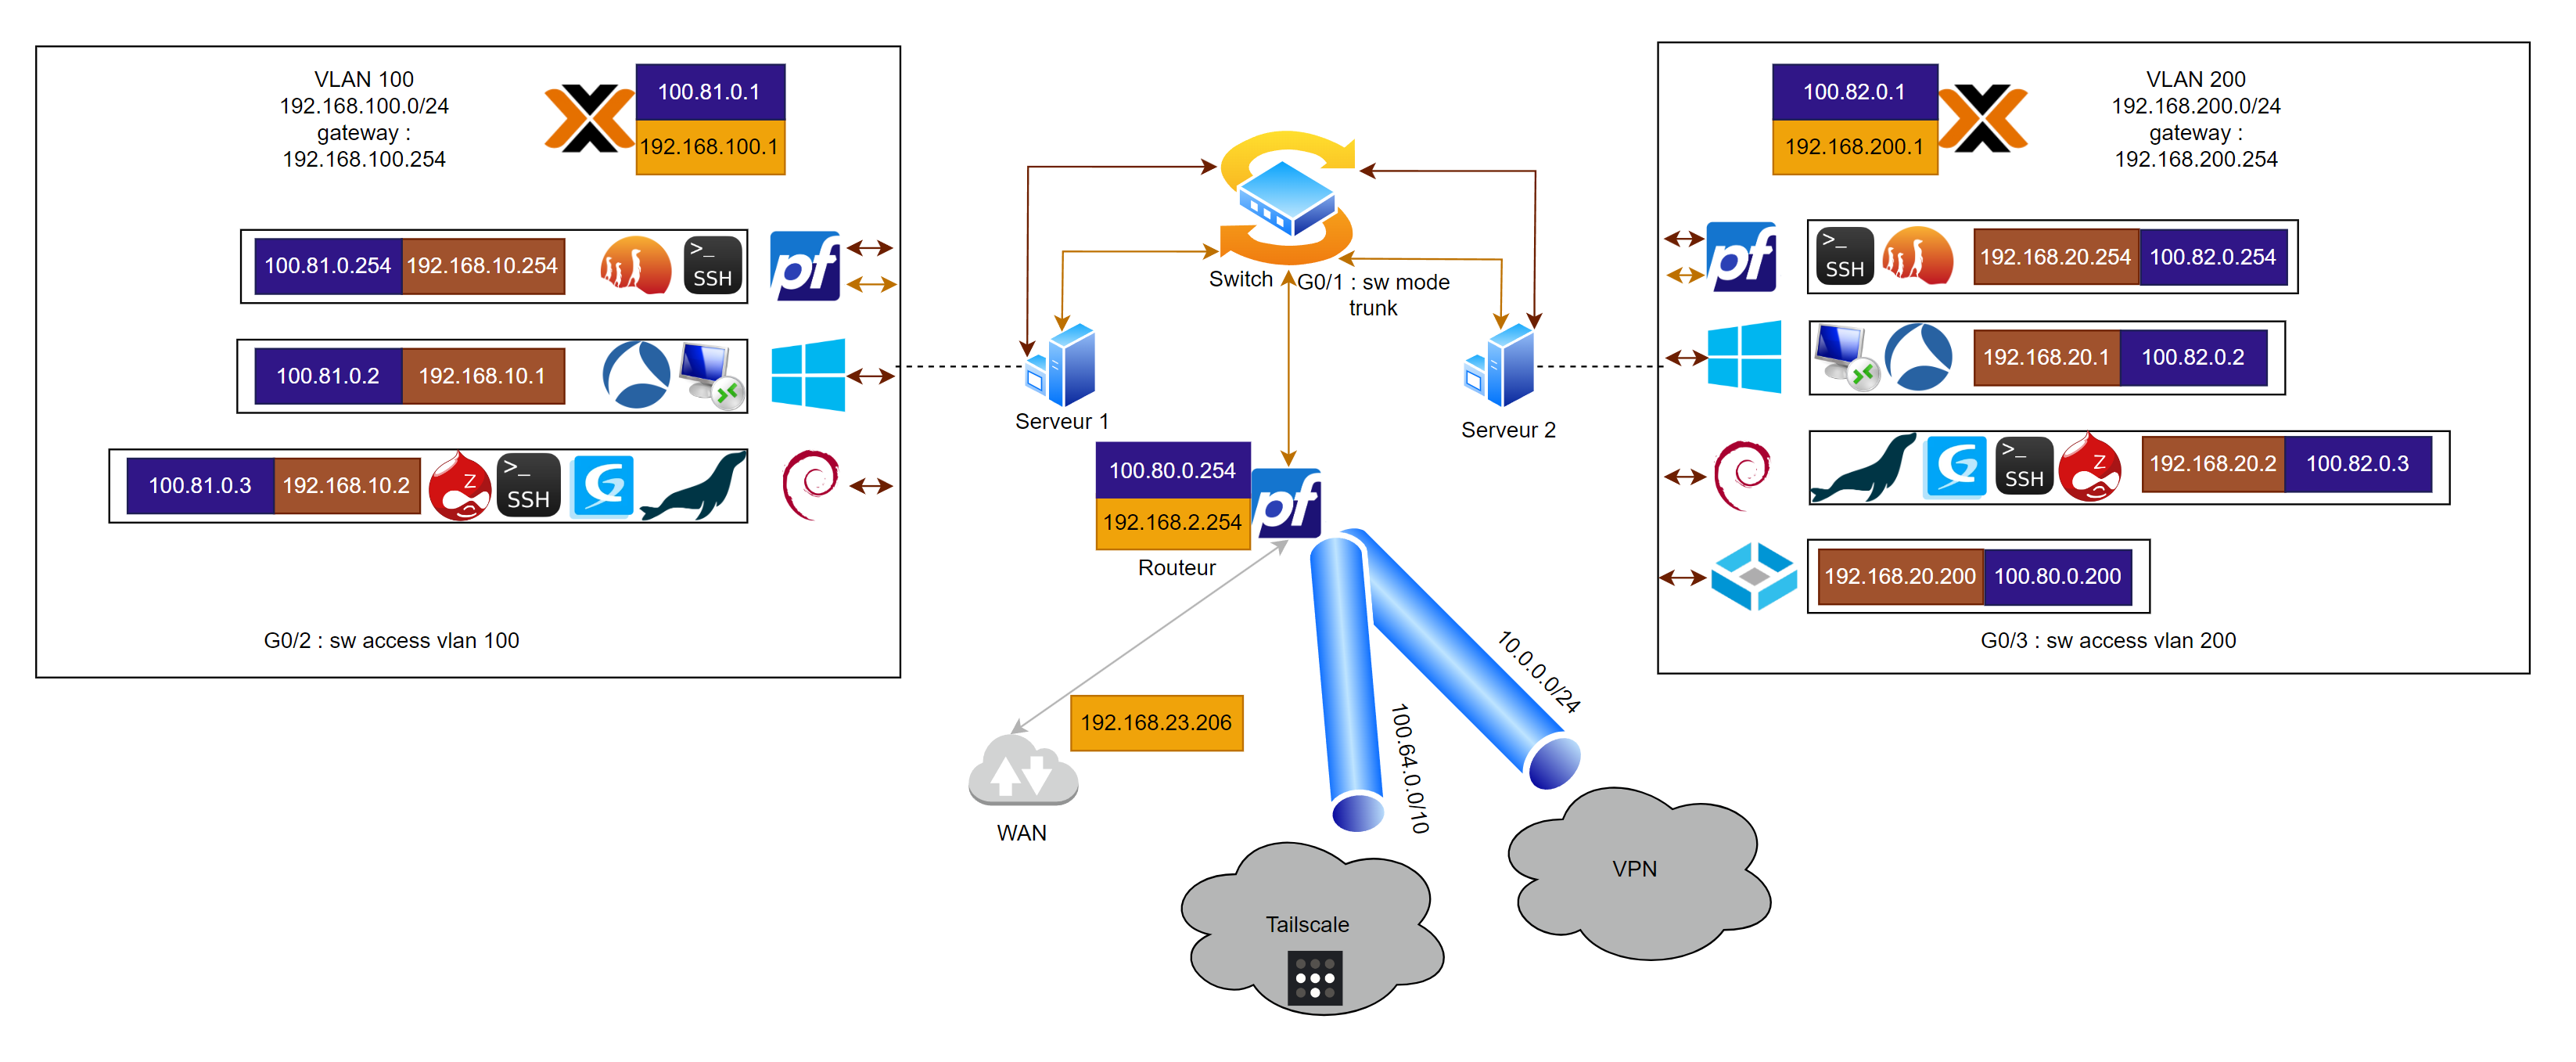 VLAN 100
192.168.100.0/24
gateway :
192.168.100.254
100.81.0.1
192.168.100.1
100.81.0.254 192.168.10.254 >_ SSH pf
100.81.0.2 192.168.10.1
100.81.0.3 192.168.10.2 Z >_ SSH G2
G0/2 : sw access vlan 100
Switch
G0/1 : sw mode
trunk
Serveur 1
Serveur 2
100.80.0.254
192.168.2.254
pf
Routeur
192.168.23.206
WAN
100.64.0.0/10
10.0.0.0/24
Tailscale
VPN
100.82.0.1
192.168.200.1
VLAN 200
192.168.200.0/24
gateway :
192.168.200.254
pf >_ SSH 192.168.20.254 100.82.0.254
192.168.20.1 100.82.0.2
G2 >_ SSH Z 192.168.20.2 100.82.0.3
192.168.20.200 100.80.0.200
G0/3 : sw access vlan 200